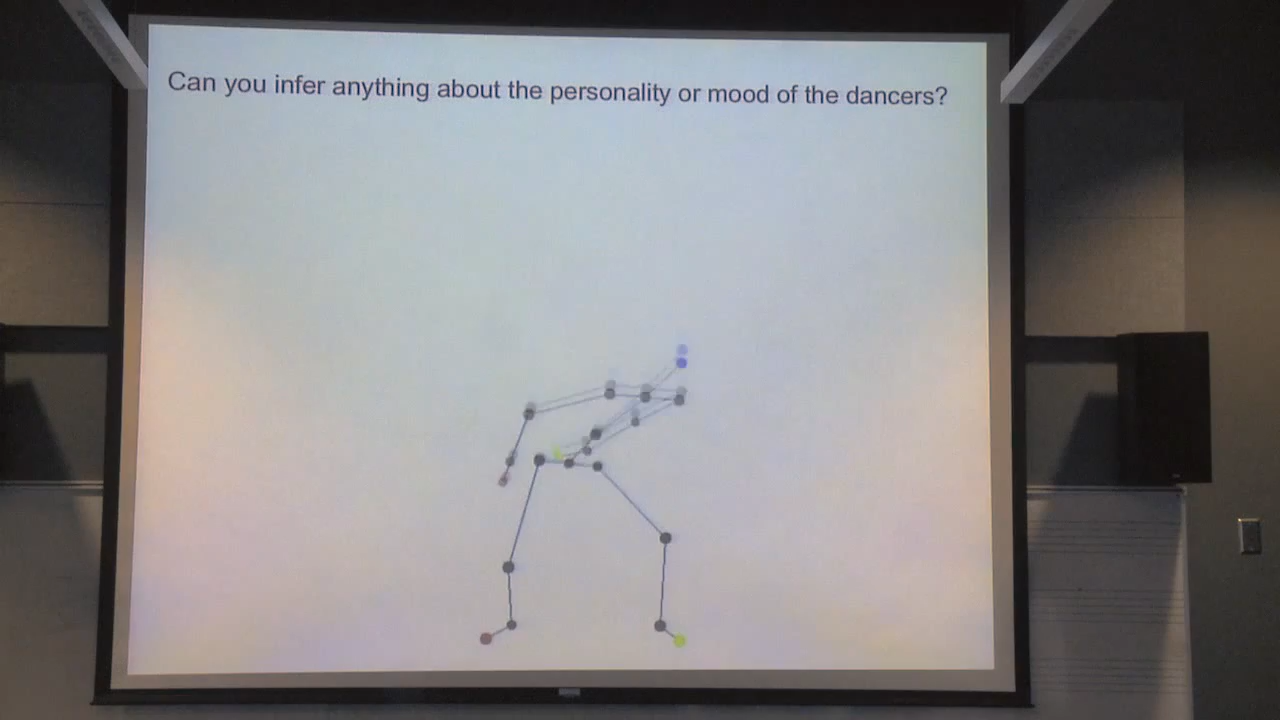 Can you infer anything about the personality or mood of the dancers?